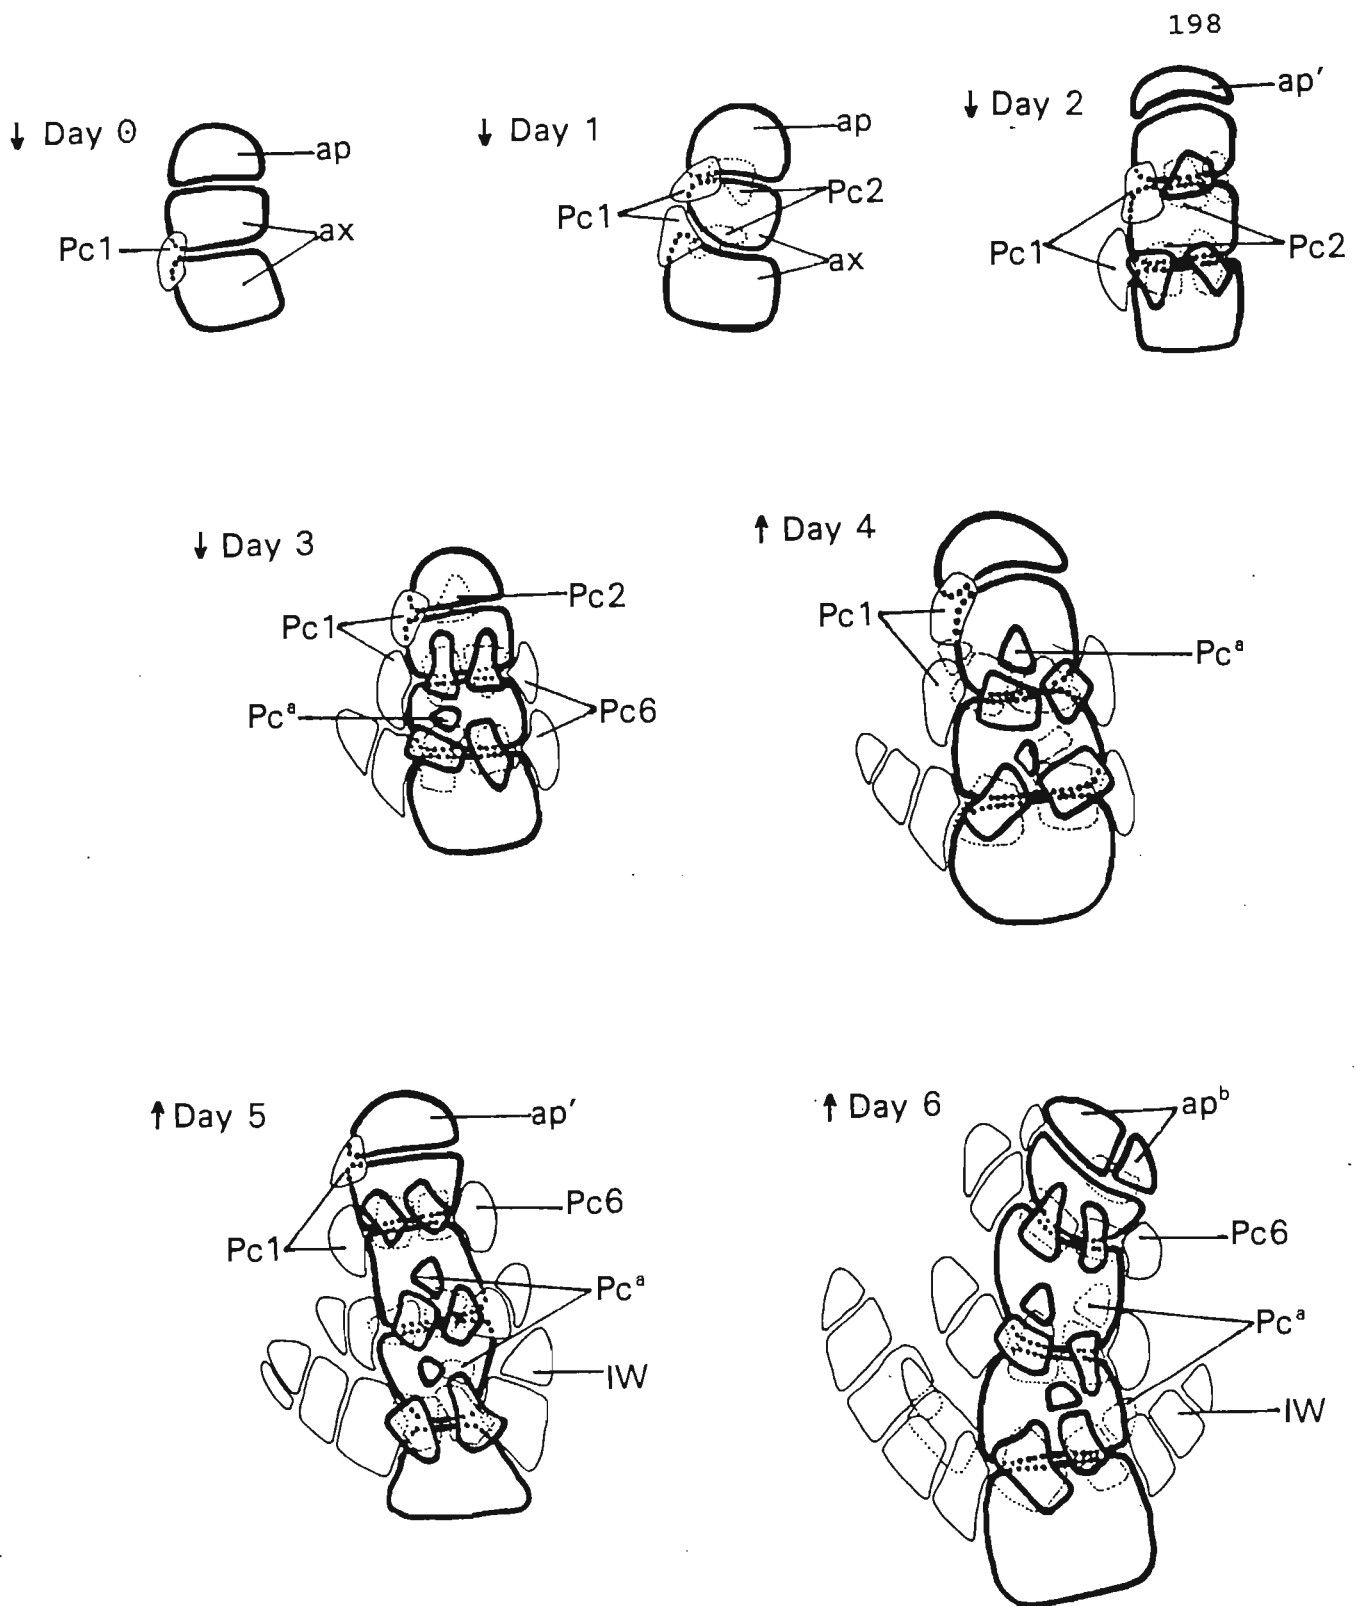 198
↓ Day 0
ap
Pc1
ax
↓ Day 1
ap
Pc1
Pc2
ax
↓ Day 2
ap′
Pc1
Pc2
↓ Day 3
Pc2
Pc1
Pcᵃ
Pc6
↑ Day 4
Pc1
Pcᵃ
↑ Day 5
ap′
Pc6
Pc1
Pcᵃ
IW
↑ Day 6
apᵇ
Pc6
Pcᵃ
IW